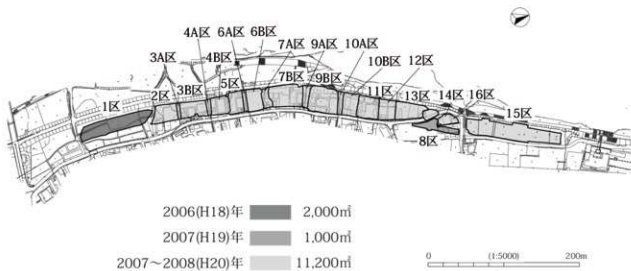 4A区
6A区
6B区
7A区
9A区
10A区
3A区
4B区
10B区
12区
5区
7B区
9B区
1区
2区
3B区
11区
13区
14区
16区
15区
8区
2006(H18)年 2,000㎡
2007(H19)年 1,000㎡
2007～2008(H20)年 11,200㎡
0 (1:5000) 200m